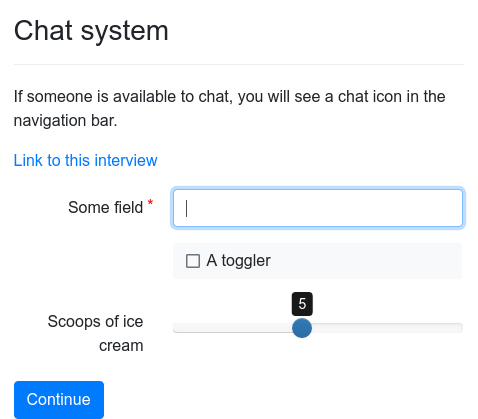 Chat system
If someone is available to chat, you will see a chat icon in the
navigation bar.
Link to this interview
Some field *
A toggler
5
Scoops of ice
cream
Continue